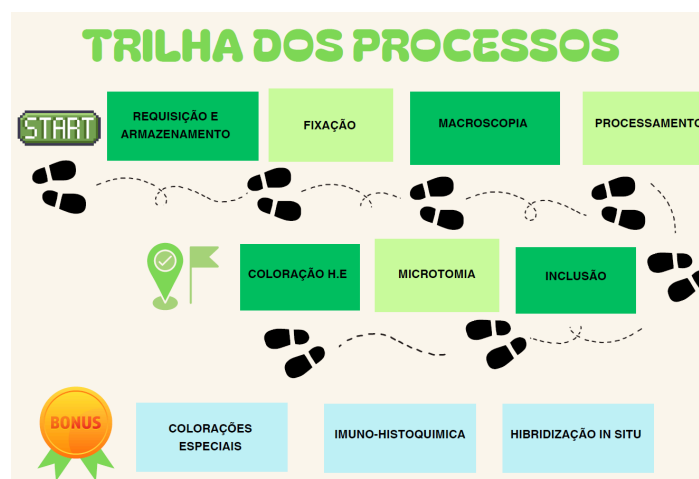 TRILHA DOS PROCESSOS
START
REQUISIÇÃO E
ARMAZENAMENTO
FIXAÇÃO
MACROSCOPIA
PROCESSAMENTO
COLORAÇÃO H.E
MICROTOMIA
INCLUSÃO
BONUS
COLORAÇÕES
ESPECIAIS
IMUNO-HISTOQUIMICA
HIBRIDIZAÇÃO IN SITU